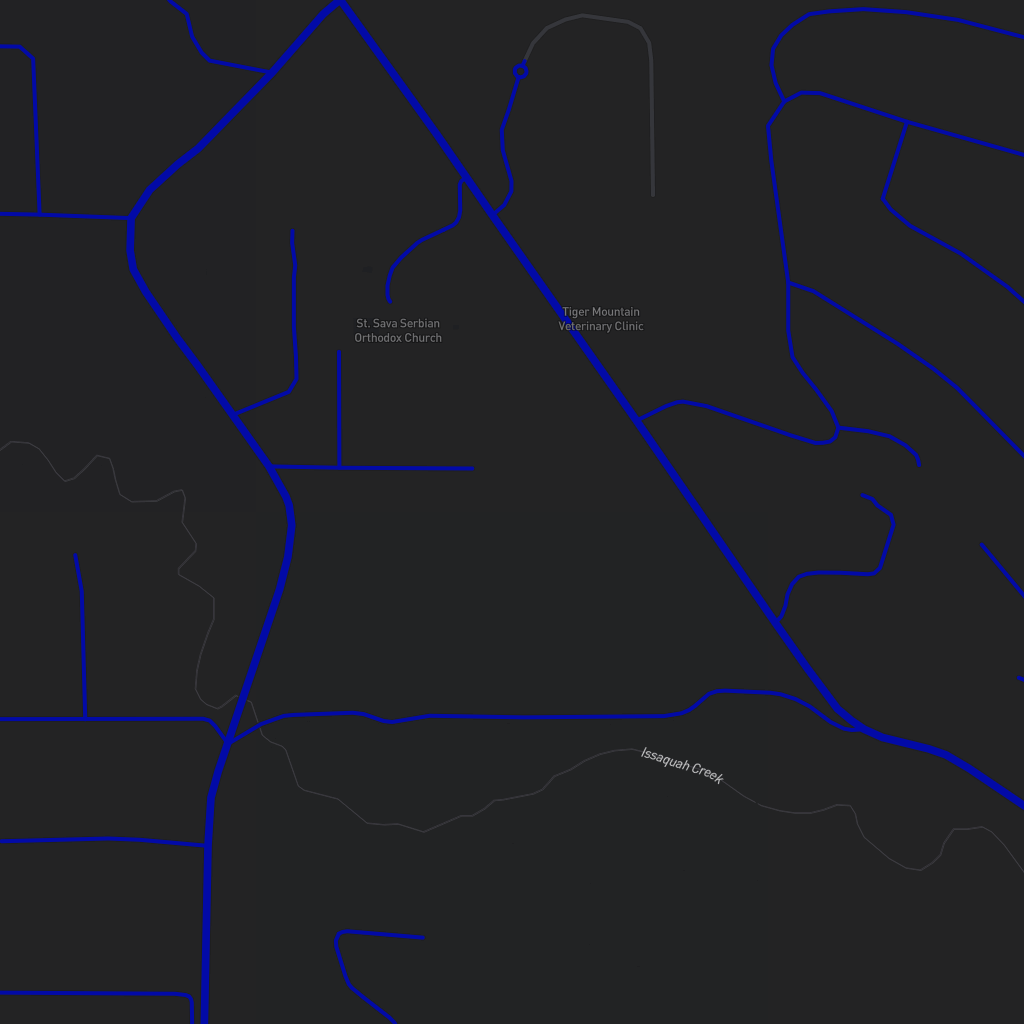 Tiger Mountain
Veterinary Clinic
St. Sava Serbian
Orthodox Church
Issaquah Creek